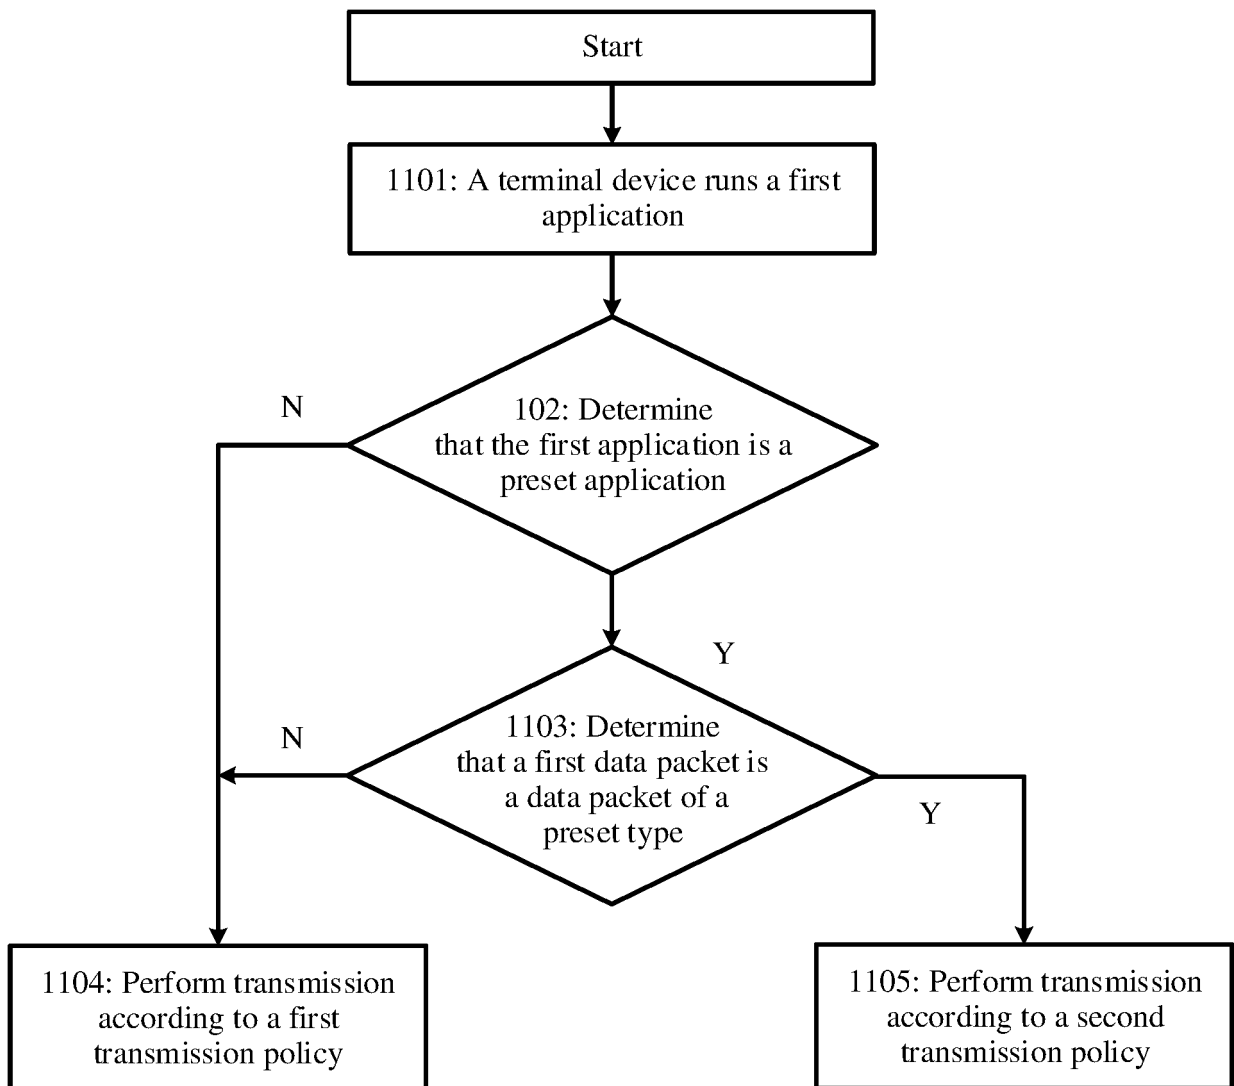 Start
1101: A terminal device runs a first
application
N
102: Determine
that the first application is a
preset application
Y
N
1103: Determine
that a first data packet is
a data packet of a
preset type
Y
1104: Perform transmission
according to a first
transmission policy
1105: Perform transmission
according to a second
transmission policy